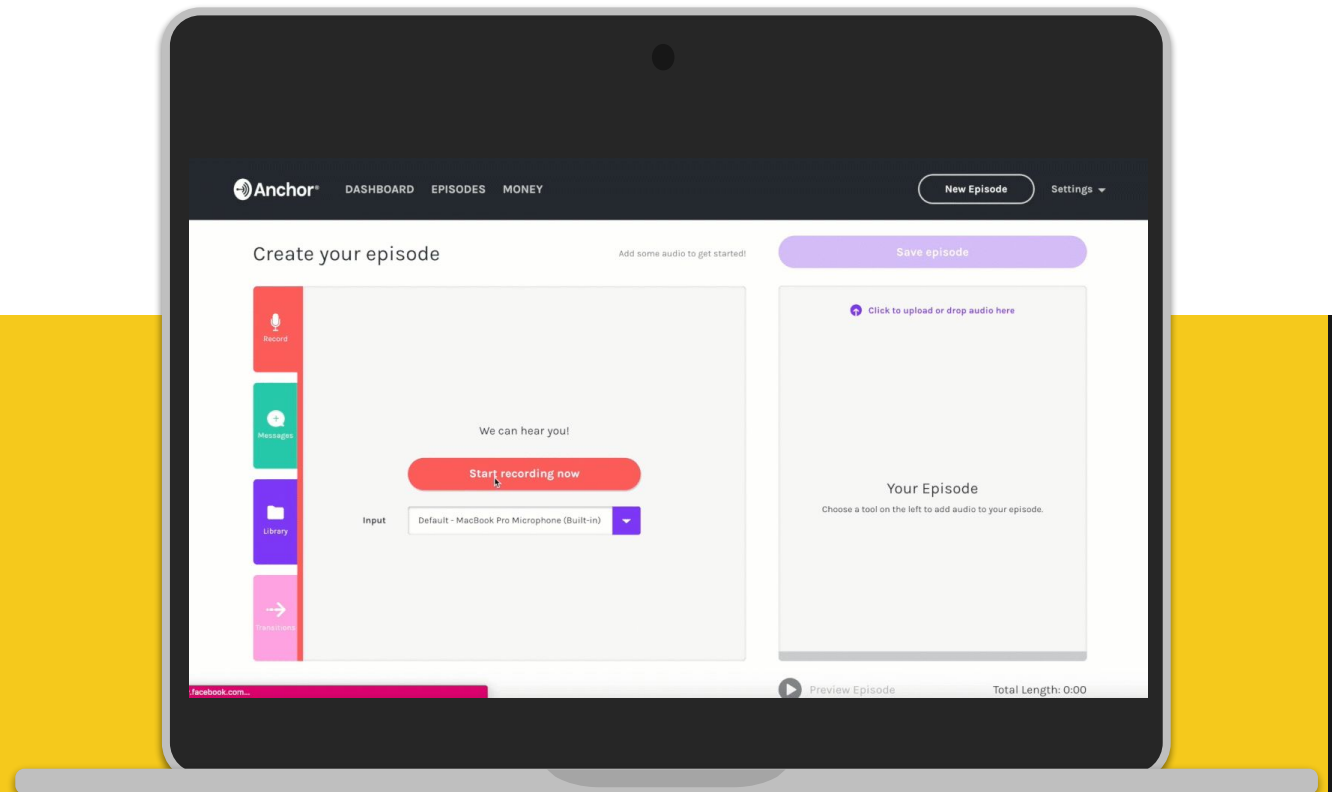 Anchor®
DASHBOARD EPISODES MONEY
New Episode
Settings
Create your episode
Add some audio to get started!
Save episode
Record
Messages
Library
Transitions
We can hear you!
Start recording now
Input
Default - MacBook Pro Microphone (Built-in)
Click to upload or drop audio here
Your Episode
Choose a tool on the left to add audio to your episode.
.facebook.com...
Preview Episode
Total Length: 0:00